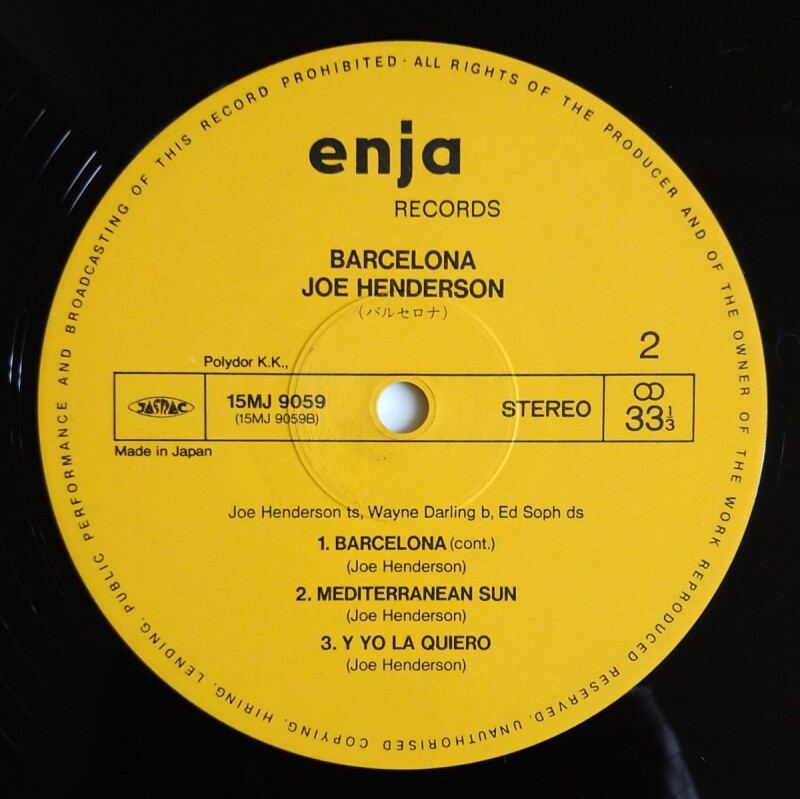 PUBLIC PERFORMANCE AND BROADCASTING OF THIS RECORD PROHIBITED · ALL RIGHTS OF THE PRODUCER AND OF THE OWNER OF THE WORK REPRODUCED RESERVED. UNAUTHORISED COPYING, HIRING, LENDING,
enja
RECORDS
BARCELONA
JOE HENDERSON
(バルセロナ)
2
Polydor K.K.,
JASRAC
15MJ 9059
(15MJ 9059B)
STEREO
33 1/3
Made in Japan
Joe Henderson ts, Wayne Darling b, Ed Soph ds
1. BARCELONA (cont.)
(Joe Henderson)
2. MEDITERRANEAN SUN
(Joe Henderson)
3. Y YO LA QUIERO
(Joe Henderson)